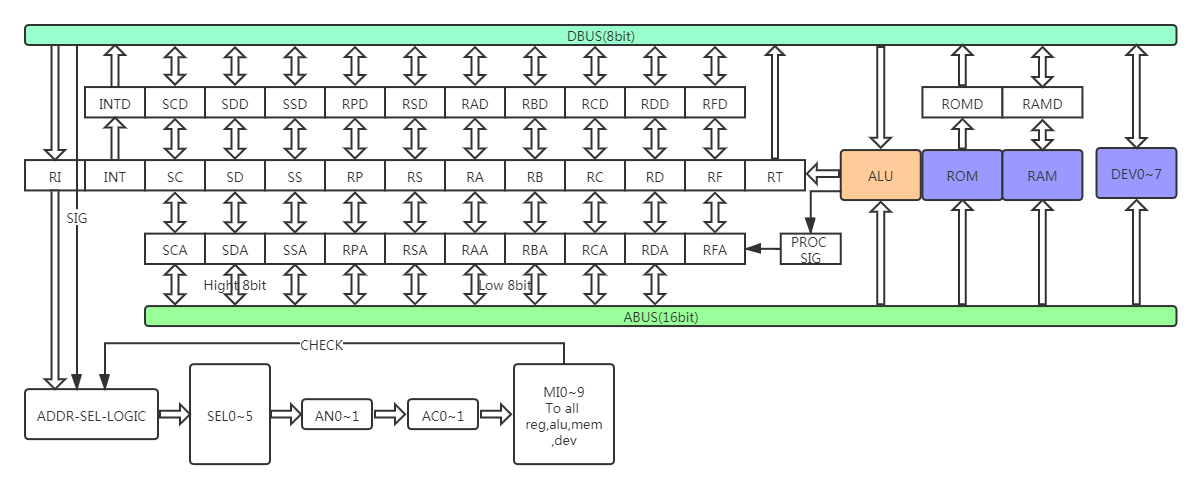 DBUS(8bit)
INTD SCD SDD SSD RPD RSD RAD RBD RCD RDD RFD ROMD RAMD
RI INT SC SD SS RP RS RA RB RC RD RF RT ALU ROM RAM DEV0~7
SIG
SCA SDA SSA RPA RSA RAA RBA RCA RDA RFA PROC
SIG
Hight 8bit Low 8bit
ABUS(16bit)
CHECK
ADDR-SEL-LOGIC SEL0~5 AN0~1 AC0~1 MI0~9
To all
reg,alu,mem
,dev